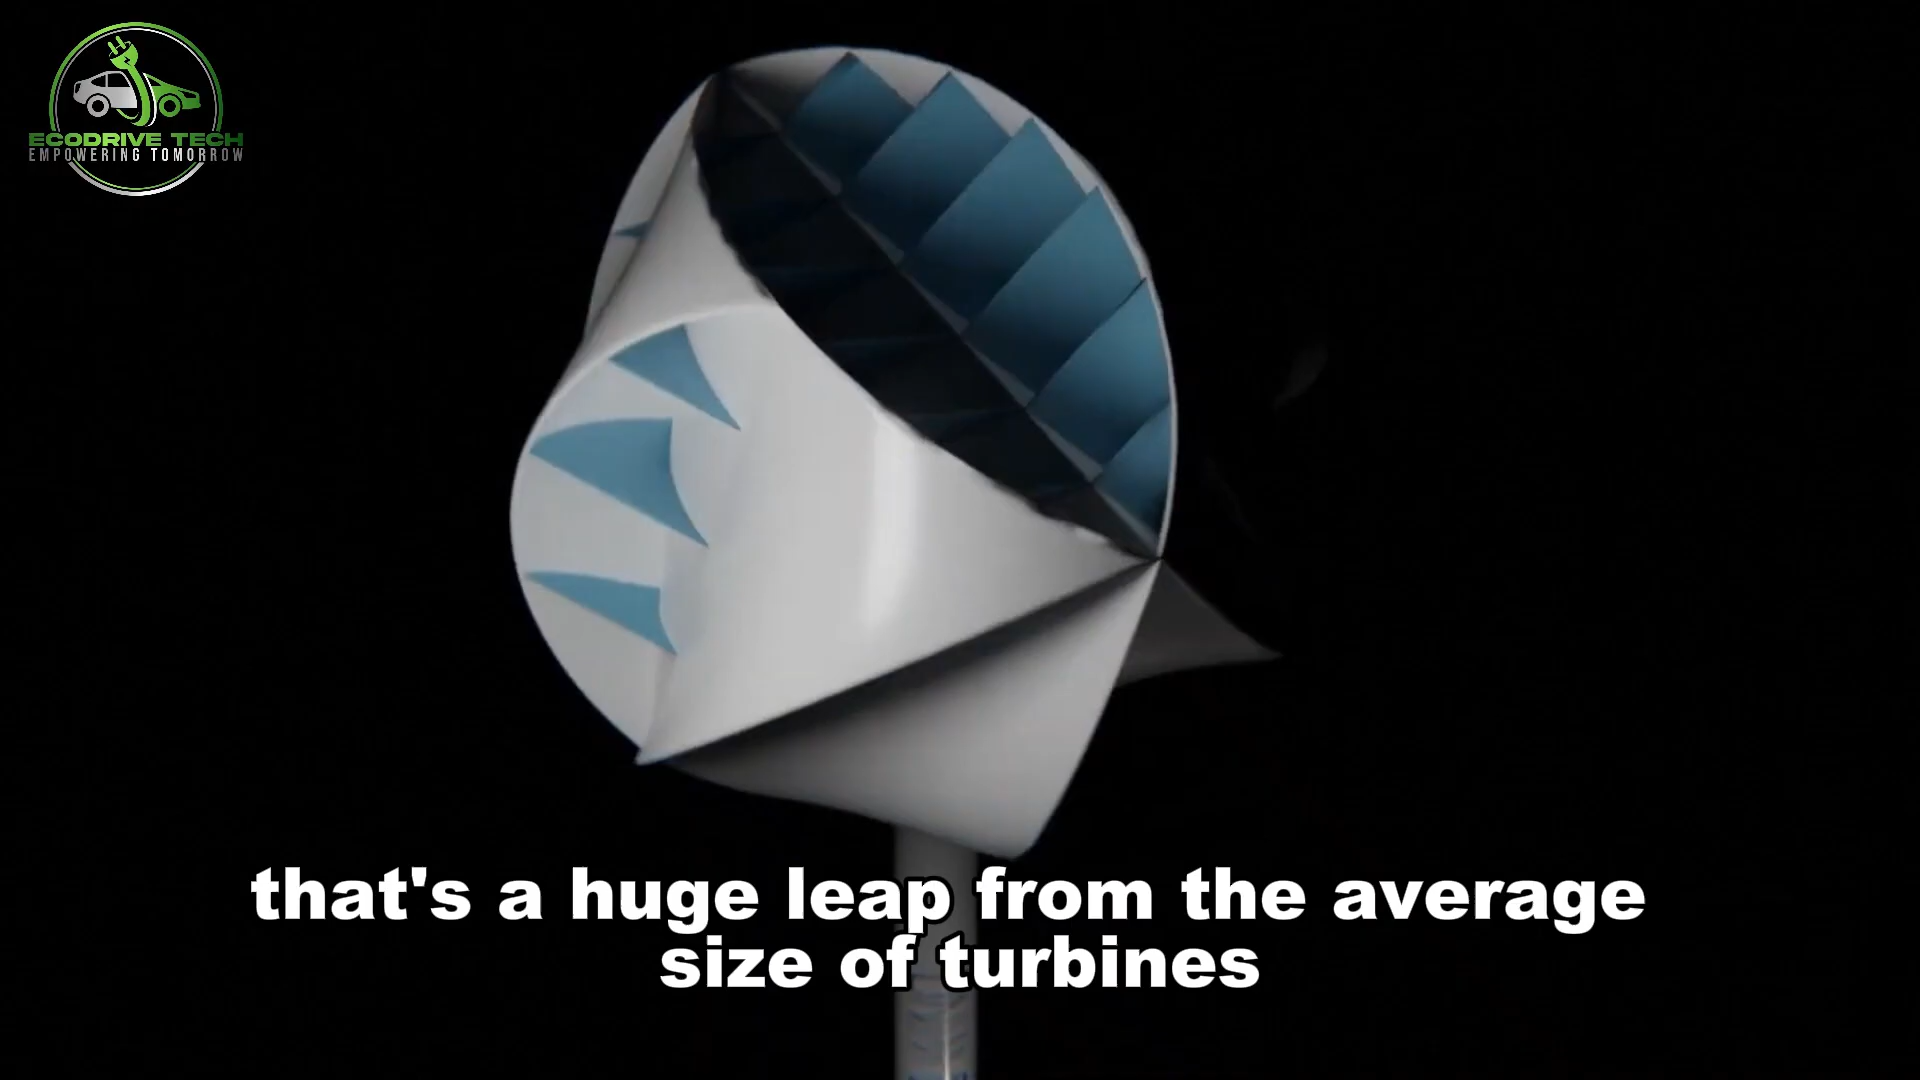 ECODRIVE TECH
EMPOWERING TOMORROW
that's a huge leap from the average
size of turbines